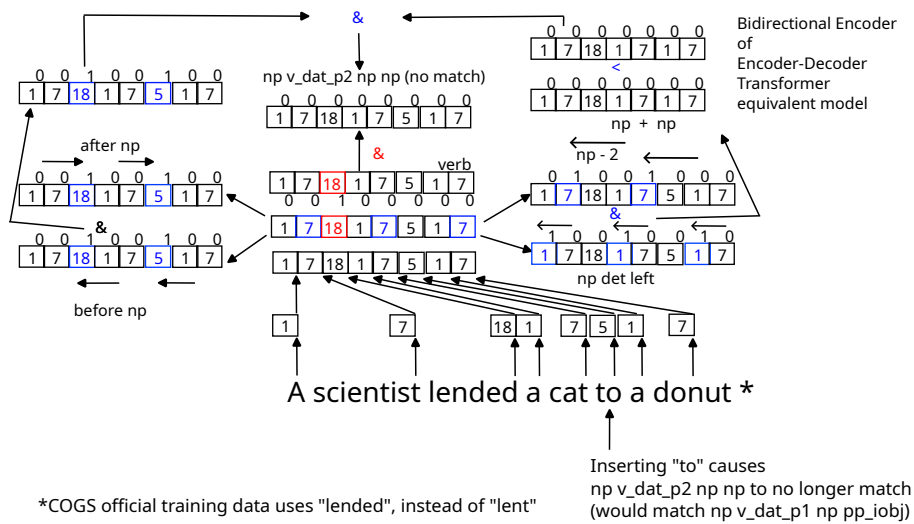 &
Bidirectional Encoder
of
Encoder-Decoder
Transformer
equivalent model
0 0 1 0 0 1 0 0
1 7 18 1 7 5 1 7
np v_dat_p2 np np (no match)
0 0 0 0 0 0 0 0
1 7 18 1 7 5 1 7
0 0 0 0 0 0 0
1 7 18 1 7 1 7
<
0 0 0 0 0 0 0
1 7 18 1 7 1 7
np + np
after np
0 0 1 0 0 1 0 0
1 7 18 1 7 5 1 7
&
0 0 1 0 0 1 0 0
1 7 18 1 7 5 1 7
before np
&
verb
1 7 18 1 7 5 1 7
0 0 1 0 0 0 0 0
1 7 18 1 7 5 1 7
1 7 18 1 7 5 1 7
np - 2
0 1 0 0 1 0 0 0
1 7 18 1 7 5 1 7
&
1 0 0 1 0 0 1 0
1 7 18 1 7 5 1 7
np det left
1 7 18 1 7 5 1 7
A scientist lended a cat to a donut *
Inserting "to" causes
np v_dat_p2 np np to no longer match
(would match np v_dat_p1 np pp_iobj)
*COGS official training data uses "lended", instead of "lent"